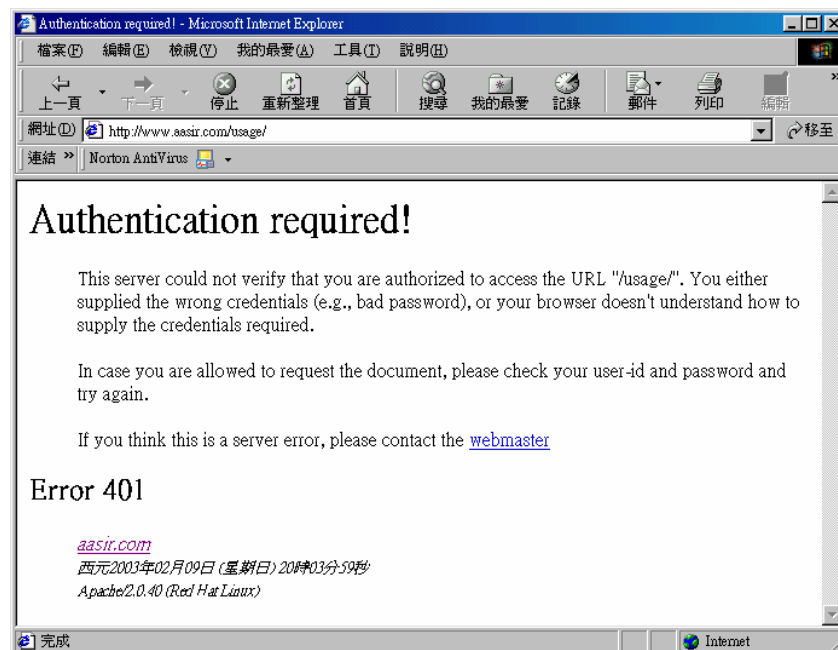 Authentication required! - Microsoft Internet Explorer
檔案(F) 編輯(E) 檢視(V) 我的最愛(A) 工具(T) 說明(H)
上一頁 下一頁 停止 重新整理 首頁 搜尋 我的最愛 記錄 郵件 列印 編輯 »
網址(D) http://www.aasir.com/usage/ 移至
連結 » Norton AntiVirus
Authentication required!
This server could not verify that you are authorized to access the URL "/usage/". You either
supplied the wrong credentials (e.g., bad password), or your browser doesn't understand how to
supply the credentials required.
In case you are allowed to request the document, please check your user-id and password and
try again.
If you think this is a server error, please contact the webmaster
Error 401
aasir.com
西元2003年02月09日 (星期日) 20時03分59秒
Apache/2.0.40 (Red Hat Linux)
完成 Internet